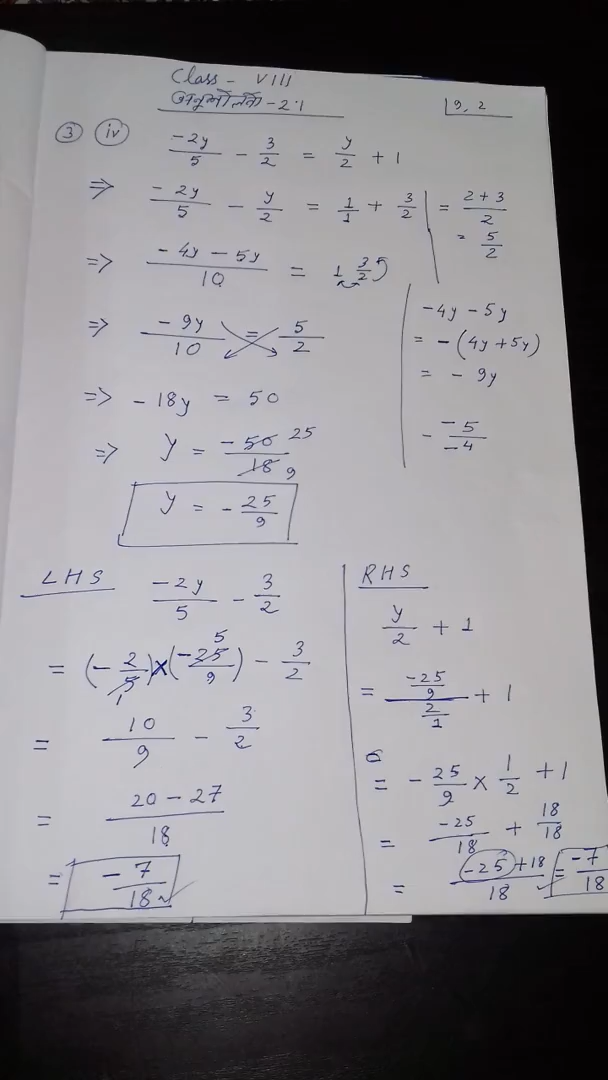 Class - VIII
3 iv
9, 2
-2y/5 - 3/2 = y/2 + 1
=> -2y/5 - y/2 = 1/1 + 3/2
= (2+3)/2
= 5/2
=> (-4y - 5y)/10 = 1 3/2
=> -9y/10 = 5/2
-4y - 5y
= -(4y + 5y)
= - 9y
=> -18y = 50
- -5/-4
=> y = -50/18 25 9
y = - 25/9
LHS
-2y/5 - 3/2
= (- 2/5) x (-25/9) - 3/2
5
1
= 10/9 - 3/2
= (20 - 27)/18
= - 7/18 ✓
RHS
y/2 + 1
= (-25/9)/(2/1) + 1
= - 25/9 x 1/2 + 1
= -25/18 + 18/18
= (-25 + 18)/18 = -7/18